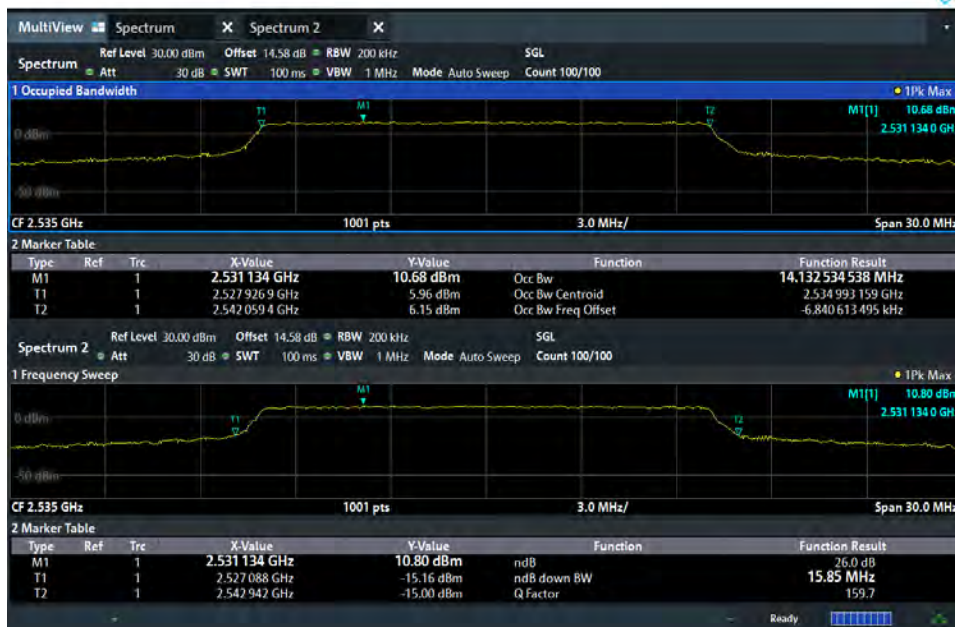 MultiView Spectrum X Spectrum 2 X
Spectrum Ref Level 30.00 dBm Offset 14.58 dB RBW 200 kHz SGL
Att 30 dB SWT 100 ms VBW 1 MHz Mode Auto Sweep Count 100/100
1 Occupied Bandwidth 1Pk Max
T1 M1 T2 M1[1] 10.68 dBm
0 dBm 2.531 134 0 GH
-50 dBm
CF 2.535 GHz 1001 pts 3.0 MHz/ Span 30.0 MHz
2 Marker Table
Type Ref Trc X-Value Y-Value Function Function Result
M1 1 2.531 134 GHz 10.68 dBm Occ Bw 14.132 534 538 MHz
T1 1 2.527 926 9 GHz 5.96 dBm Occ Bw Centroid 2.534 993 159 GHz
T2 1 2.542 059 4 GHz 6.15 dBm Occ Bw Freq Offset -6.840 613 495 kHz
Spectrum 2 Ref Level 30.00 dBm Offset 14.58 dB RBW 200 kHz SGL
Att 30 dB SWT 100 ms VBW 1 MHz Mode Auto Sweep Count 100/100
1 Frequency Sweep 1Pk Max
M1 M1[1] 10.80 dBm
0 dBm T1 T2 2.531 134 0 GH
-50 dBm
CF 2.535 GHz 1001 pts 3.0 MHz/ Span 30.0 MHz
2 Marker Table
Type Ref Trc X-Value Y-Value Function Function Result
M1 1 2.531 134 GHz 10.80 dBm ndB 26.0 dB
T1 1 2.527 088 GHz -15.16 dBm ndB down BW 15.85 MHz
T2 1 2.542 942 GHz -15.00 dBm Q Factor 159.7
Ready